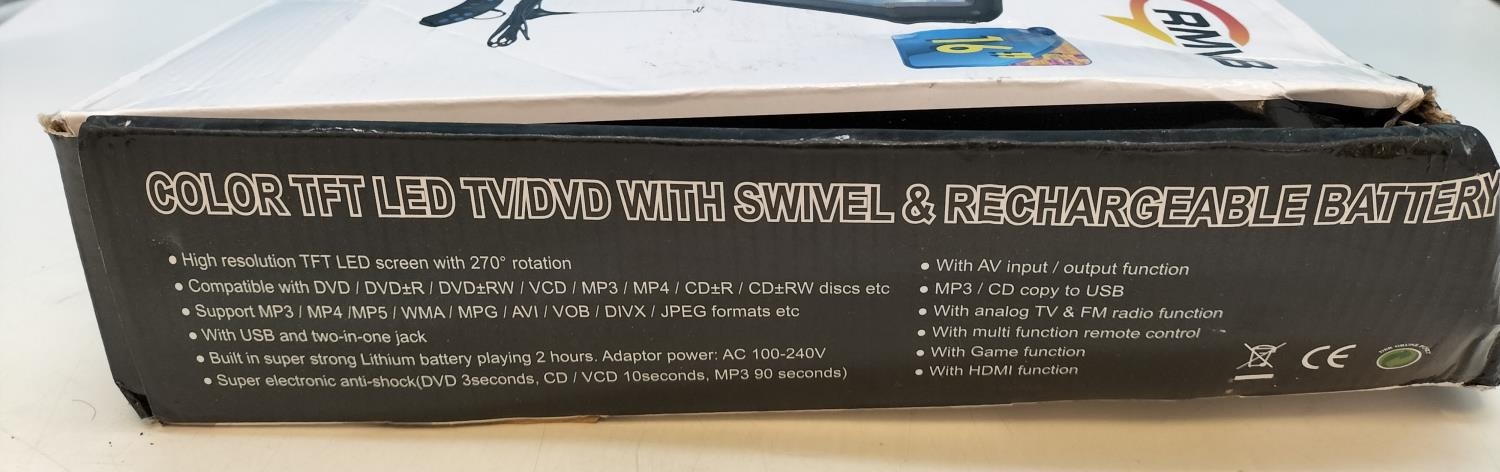 16"
RMVB
COLOR TFT LED TV/DVD WITH SWIVEL & RECHARGEABLE BATTERY
• High resolution TFT LED screen with 270° rotation
• Compatible with DVD / DVD±R / DVD±RW / VCD / MP3 / MP4 / CD±R / CD±RW discs etc
• Support MP3 / MP4 /MP5 / WMA / MPG / AVI / VOB / DIVX / JPEG formats etc
• With USB and two-in-one jack
• Built in super strong Lithium battery playing 2 hours. Adaptor power: AC 100-240V
• Super electronic anti-shock(DVD 3seconds, CD / VCD 10seconds, MP3 90 seconds)
• With AV input / output function
• MP3 / CD copy to USB
• With analog TV & FM radio function
• With multi function remote control
• With Game function
• With HDMI function
CE